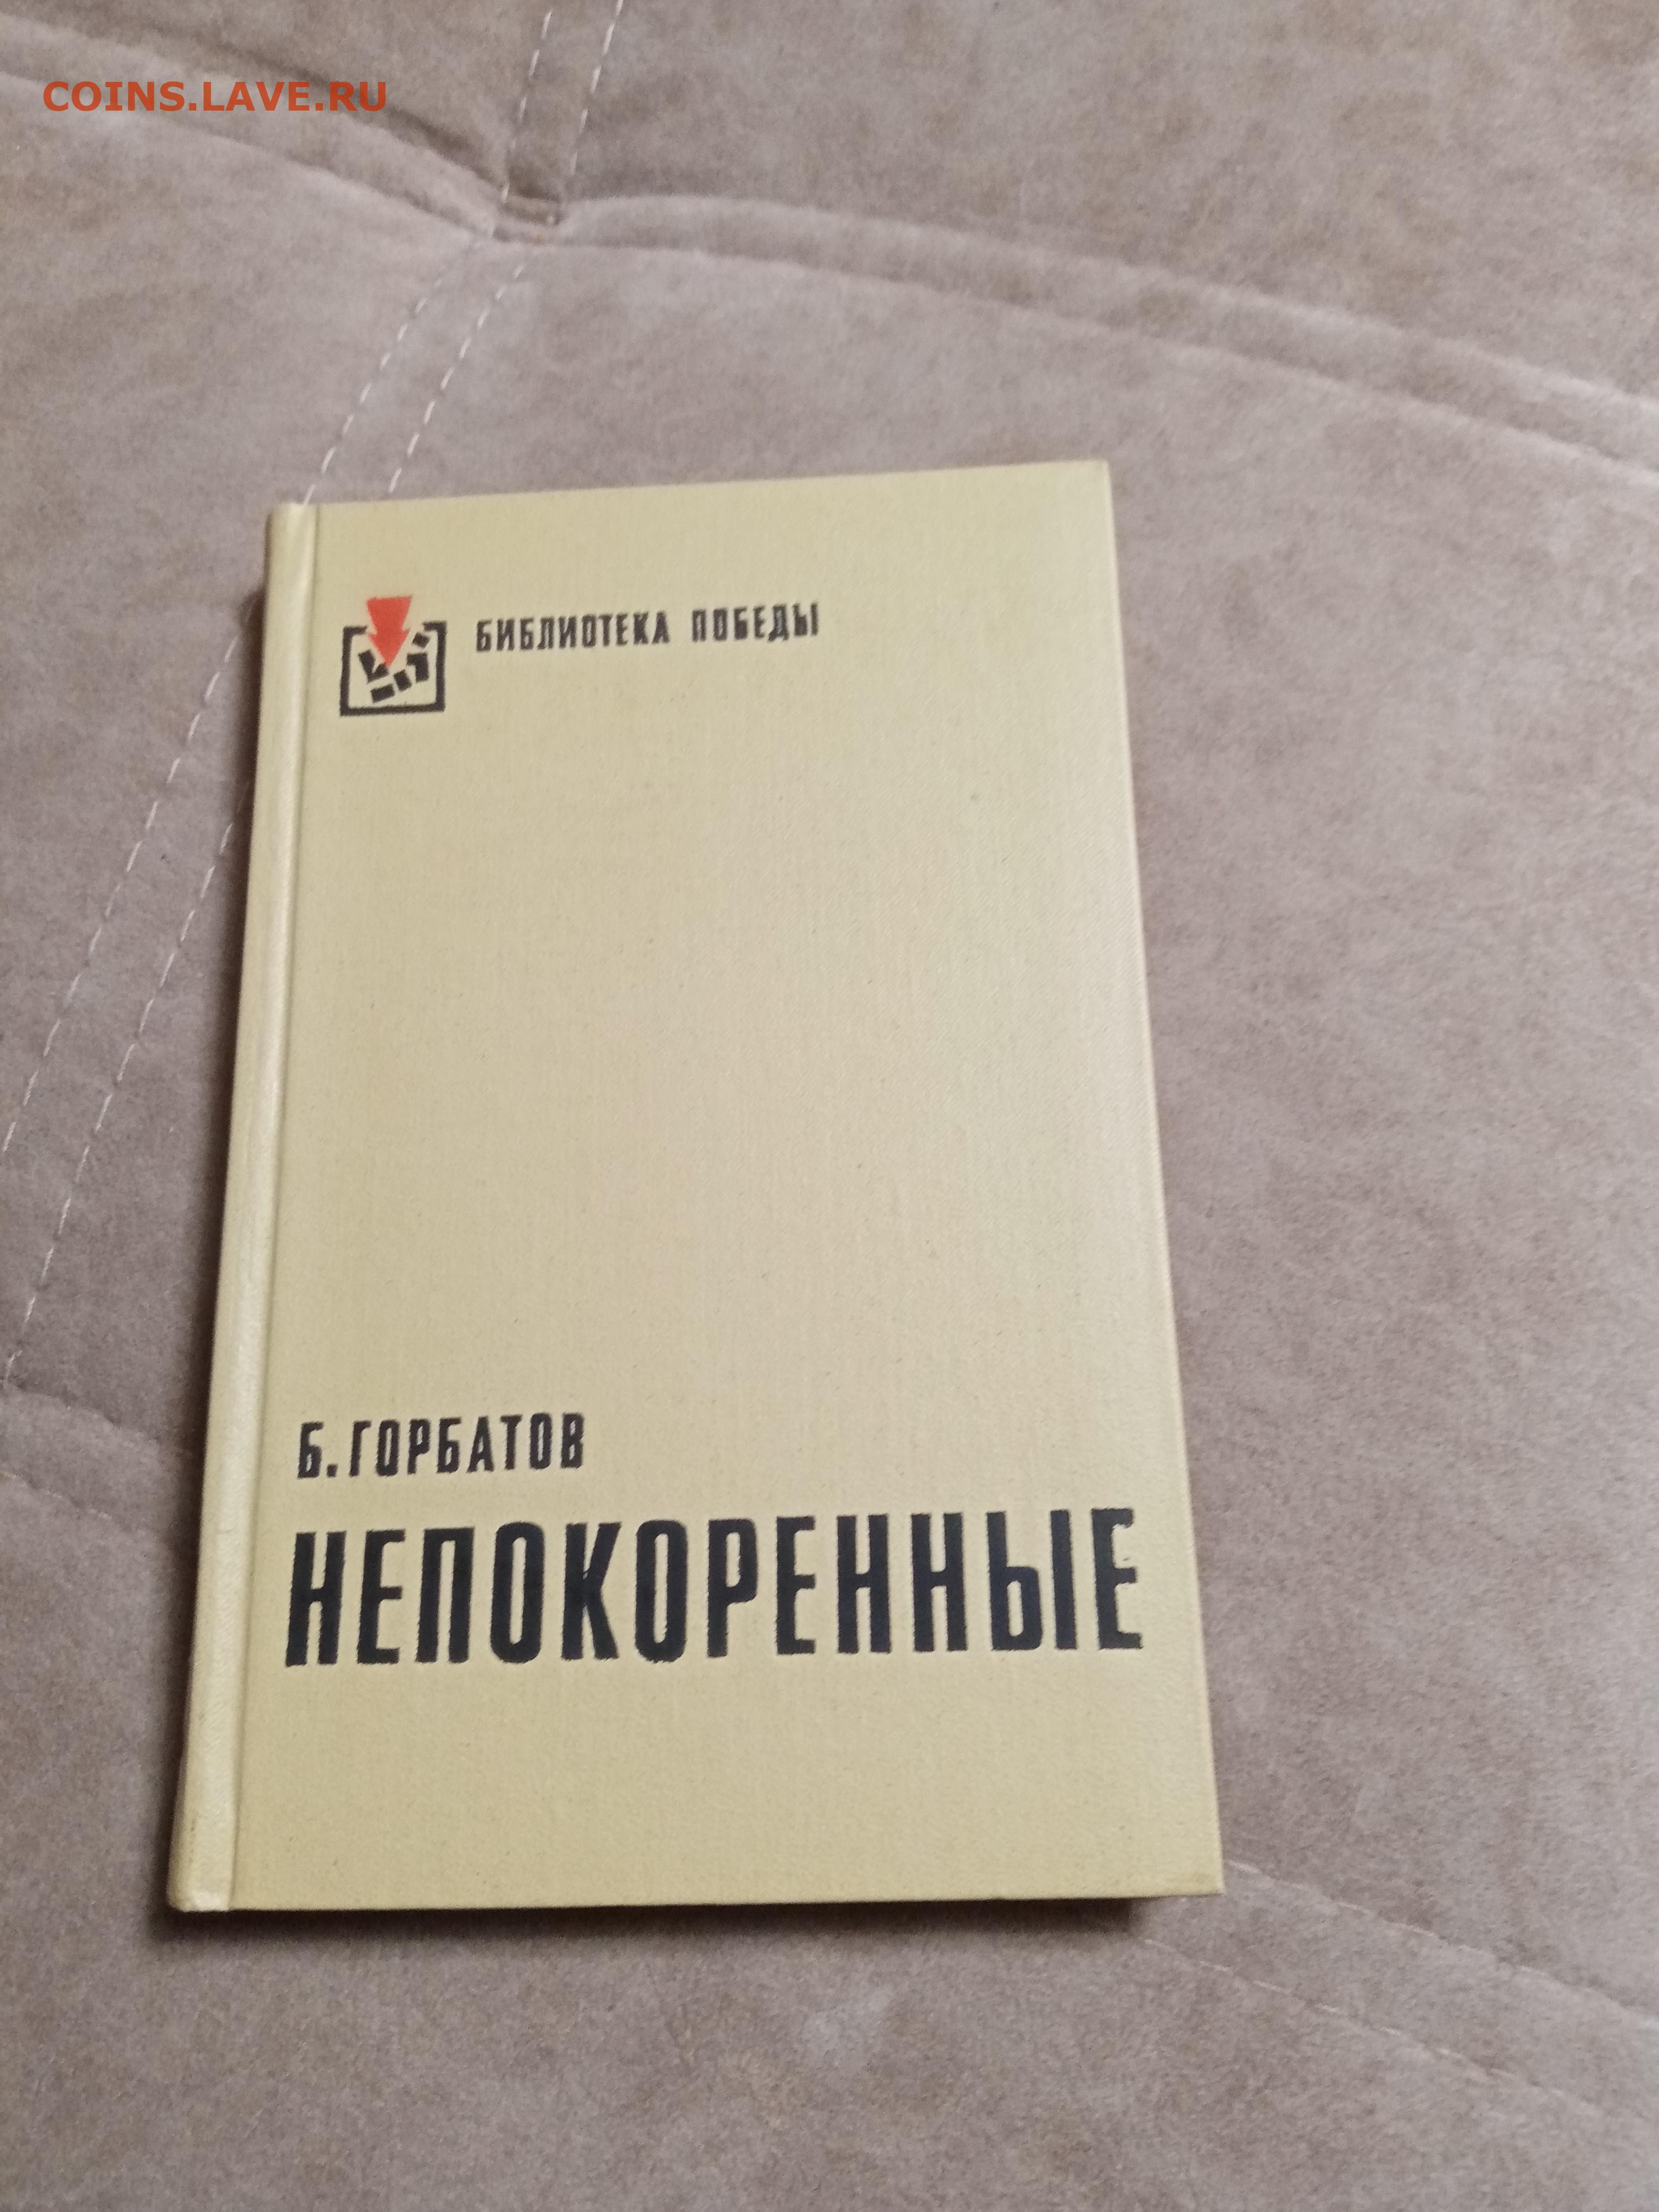 COINS.LAVE.RU
БИБЛИОТЕКА ПОБЕДЫ
Б. ГОРБАТОВ
НЕПОКОРЕННЫЕ